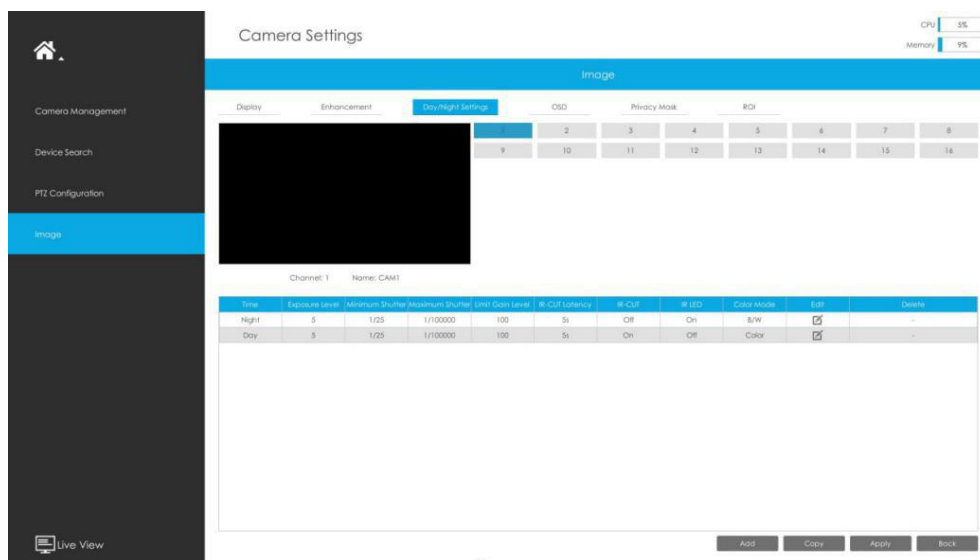 Camera Settings
CPU 5%
Memory 9%
Image
Camera Management
Device Search
PTZ Configuration
Image
Live View
Display Enhancement Day/Night Settings OSD Privacy Mask ROI
1 2 3 4 5 6 7 8
9 10 11 12 13 14 15 16
Channel: 1 Name: CAM1
Time Exposure Level Minimum Shutter Maximum Shutter Limit Gain Level IR-CUT Latency IR-CUT IR LED Color Mode Edit Delete
Night 5 1/25 1/100000 100 5s Off On B/W -
Day 5 1/25 1/100000 100 5s On Off Color -
Add Copy Apply Back